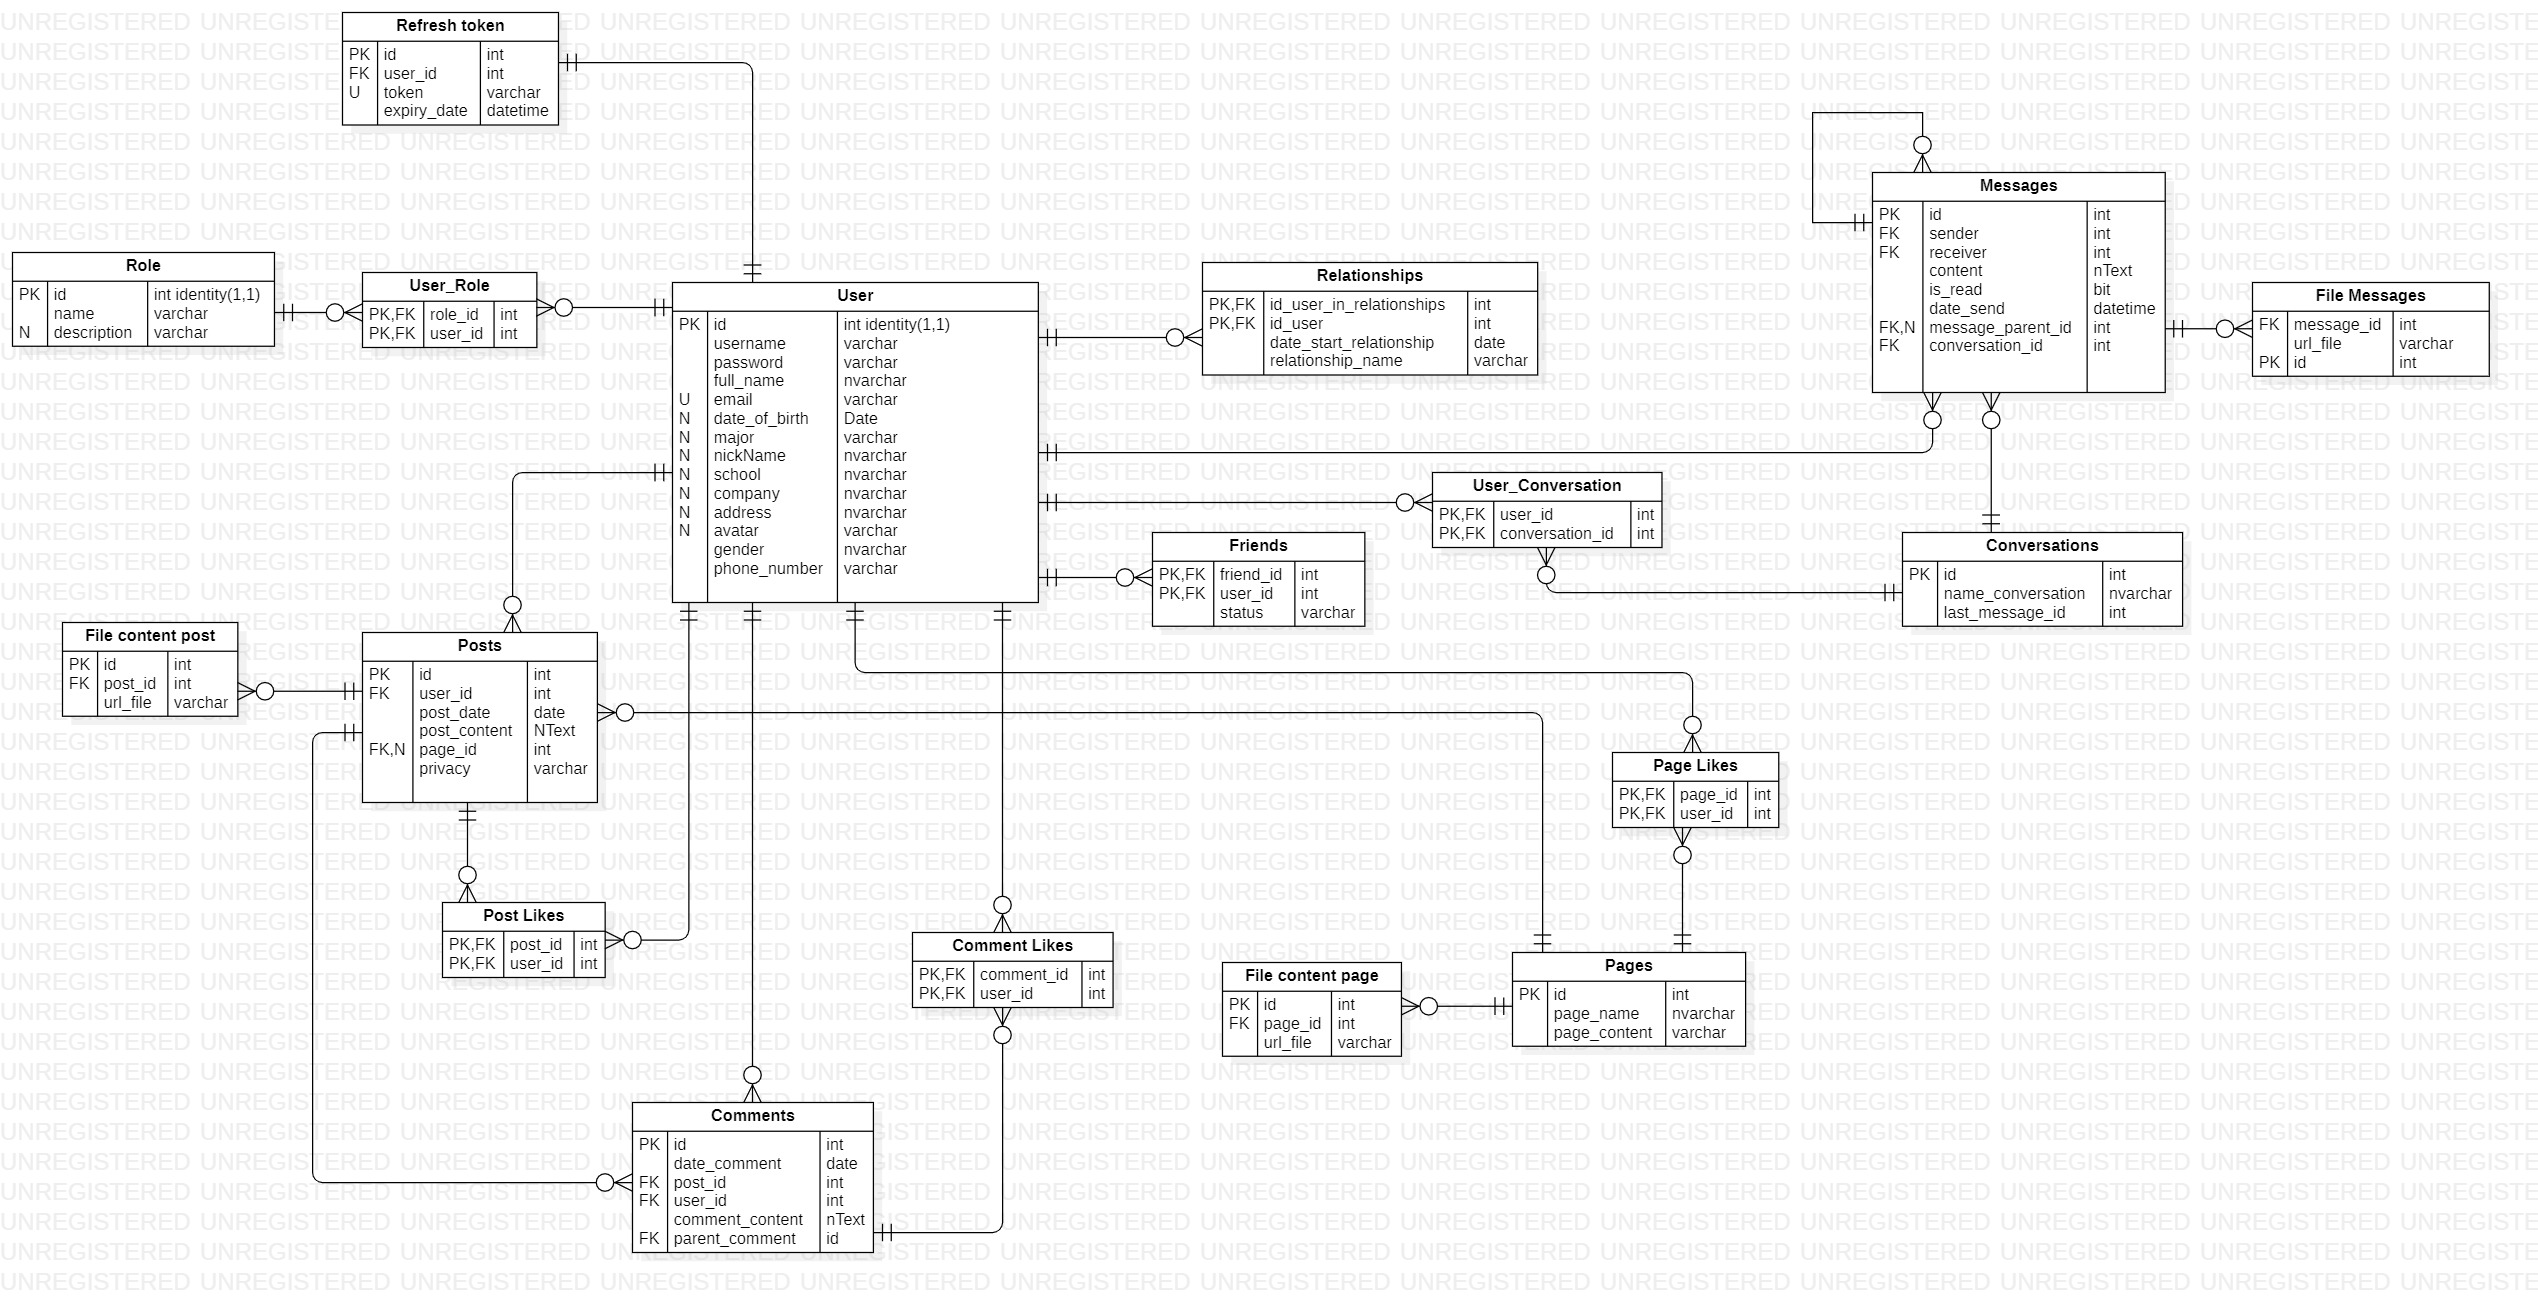 Refresh token
PK id int
FK user_id int
U token varchar
expiry_date datetime
Role
PK id int identity(1,1)
name varchar
N description varchar
User_Role
PK,FK role_id int
PK,FK user_id int
User
PK id int identity(1,1)
username varchar
password varchar
full_name nvarchar
U email varchar
N date_of_birth Date
N major varchar
N nickName nvarchar
N school nvarchar
N company nvarchar
N address nvarchar
N avatar varchar
gender nvarchar
phone_number varchar
Relationships
PK,FK id_user_in_relationships int
PK,FK id_user int
date_start_relationship date
relationship_name varchar
Messages
PK id int
FK sender int
FK receiver int
content nText
is_read bit
date_send datetime
FK,N message_parent_id int
FK conversation_id int
File Messages
FK message_id int
url_file varchar
PK id int
User_Conversation
PK,FK user_id int
PK,FK conversation_id int
Friends
PK,FK friend_id int
PK,FK user_id int
status varchar
Conversations
PK id int
name_conversation nvarchar
last_message_id int
File content post
PK id int
FK post_id int
url_file varchar
Posts
PK id int
FK user_id int
post_date date
post_content NText
FK,N page_id int
privacy varchar
Page Likes
PK,FK page_id int
PK,FK user_id int
Post Likes
PK,FK post_id int
PK,FK user_id int
Comment Likes
PK,FK comment_id int
PK,FK user_id int
File content page
PK id int
FK page_id int
url_file varchar
Pages
PK id int
page_name nvarchar
page_content varchar
Comments
PK id int
date_comment date
FK post_id int
FK user_id int
comment_content nText
FK parent_comment id
UNREGISTERED